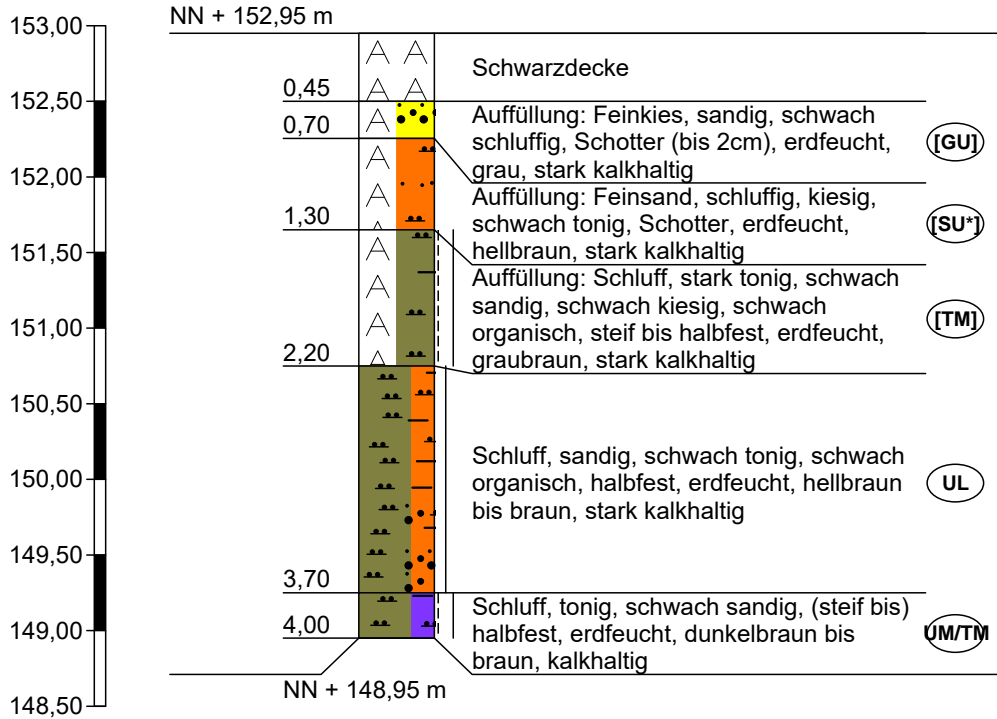 NN + 152,95 m
153,00
152,50
152,00
151,50
151,00
150,50
150,00
149,50
149,00
148,50
0,45
Schwarzdecke
0,70
Auffüllung: Feinkies, sandig, schwach
schluffig, Schotter (bis 2cm), erdfeucht,
grau, stark kalkhaltig
[GU]
1,30
Auffüllung: Feinsand, schluffig, kiesig,
schwach tonig, Schotter, erdfeucht,
hellbraun, stark kalkhaltig
[SU*]
2,20
Auffüllung: Schluff, stark tonig, schwach
sandig, schwach kiesig, schwach
organisch, steif bis halbfest, erdfeucht,
graubraun, stark kalkhaltig
[TM]
3,70
Schluff, sandig, schwach tonig, schwach
organisch, halbfest, erdfeucht, hellbraun
bis braun, stark kalkhaltig
UL
4,00
Schluff, tonig, schwach sandig, (steif bis)
halbfest, erdfeucht, dunkelbraun bis
braun, kalkhaltig
UM/TM
NN + 148,95 m